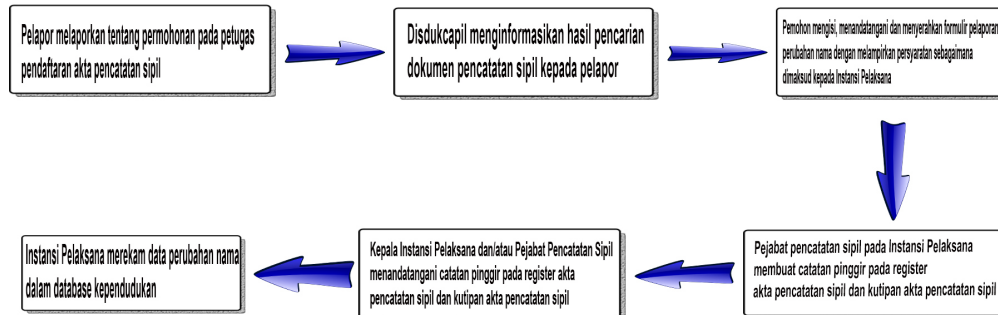 Pelapor melaporkan tentang permohonan pada petugas
pendaftaran akta pencatatan sipil
Disdukcapil menginformasikan hasil pencarian
dokumen pencatatan sipil kepada pelapor
Pemohon mengisi, menandatangani dan menyerahkan formulir pelaporan
perubahan nama dengan melampirkan persyaratan sebagaimana
dimaksud kepada Instansi Pelaksana
Pejabat pencatatan sipil pada Instansi Pelaksana
membuat catatan pinggir pada register
akta pencatatan sipil dan kutipan akta pencatatan sipil
Kepala Instansi Pelaksana dan/atau Pejabat Pencatatan Sipil
menandatangani catatan pinggir pada register akta
pencatatan sipil dan kutipan akta pencatatan sipil
Instansi Pelaksana merekam data perubahan nama
dalam database kependudukan